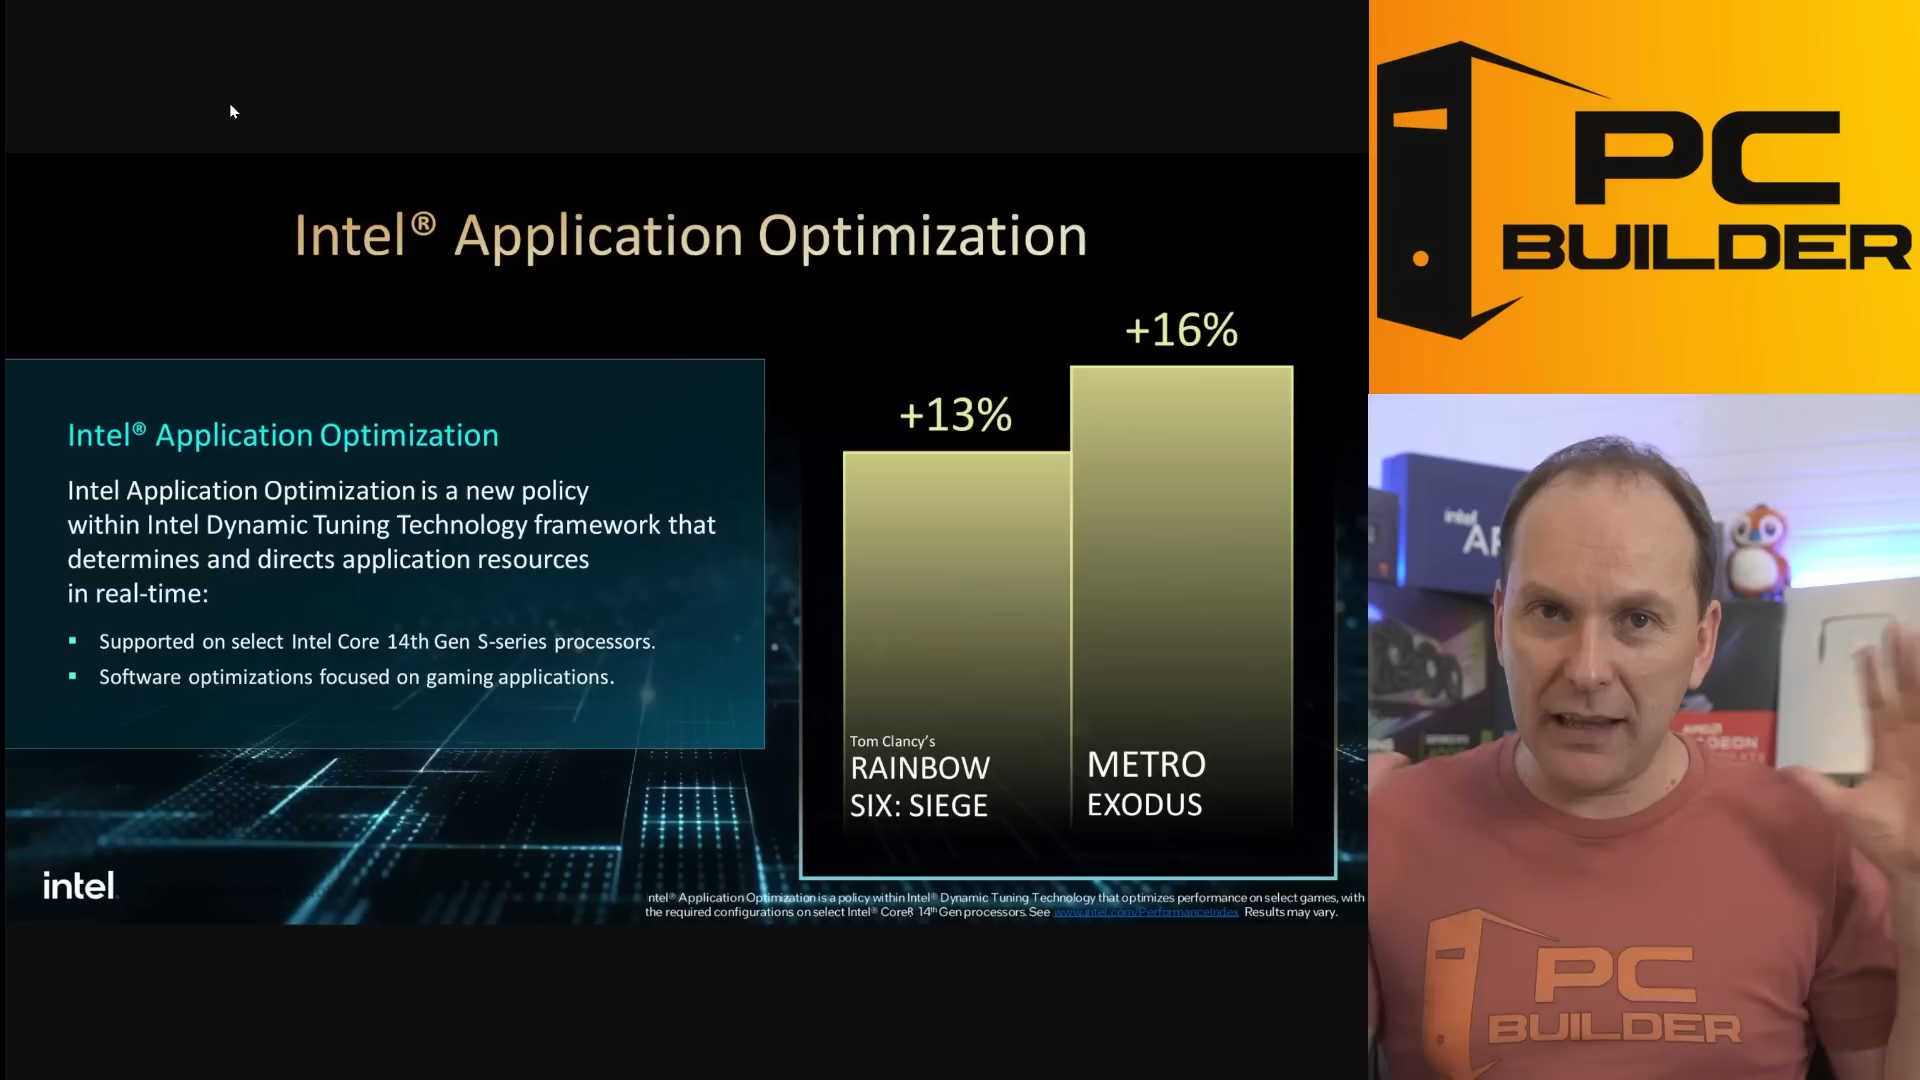 Intel® Application Optimization
Intel® Application Optimization
Intel Application Optimization is a new policy
within Intel Dynamic Tuning Technology framework that
determines and directs application resources
in real-time:
▪ Supported on select Intel Core 14th Gen S-series processors.
▪ Software optimizations focused on gaming applications.
+13%
+16%
Tom Clancy's
RAINBOW
SIX: SIEGE
METRO
EXODUS
intel.
ntel® Application Optimization is a policy within Intel® Dynamic Tuning Technology that optimizes performance on select games, with
the required configurations on select Intel® Core® 14th Gen processors. See www.intel.com/PerformanceIndex Results may vary.
PC
BUILDER
intel
PC
BUILDER